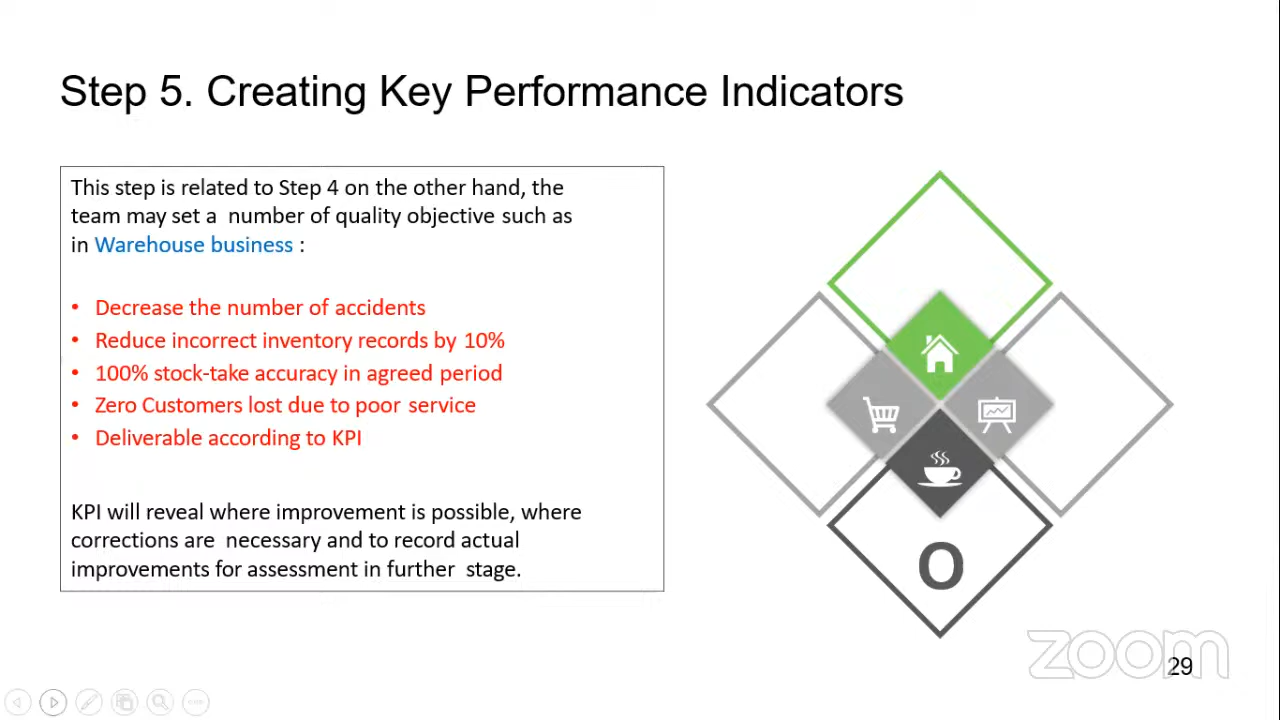 Step 5. Creating Key Performance Indicators
This step is related to Step 4 on the other hand, the
team may set a number of quality objective such as
in Warehouse business :
• Decrease the number of accidents
• Reduce incorrect inventory records by 10%
• 100% stock-take accuracy in agreed period
• Zero Customers lost due to poor service
• Deliverable according to KPI
KPI will reveal where improvement is possible, where
corrections are necessary and to record actual
improvements for assessment in further stage.
O
zoom
29